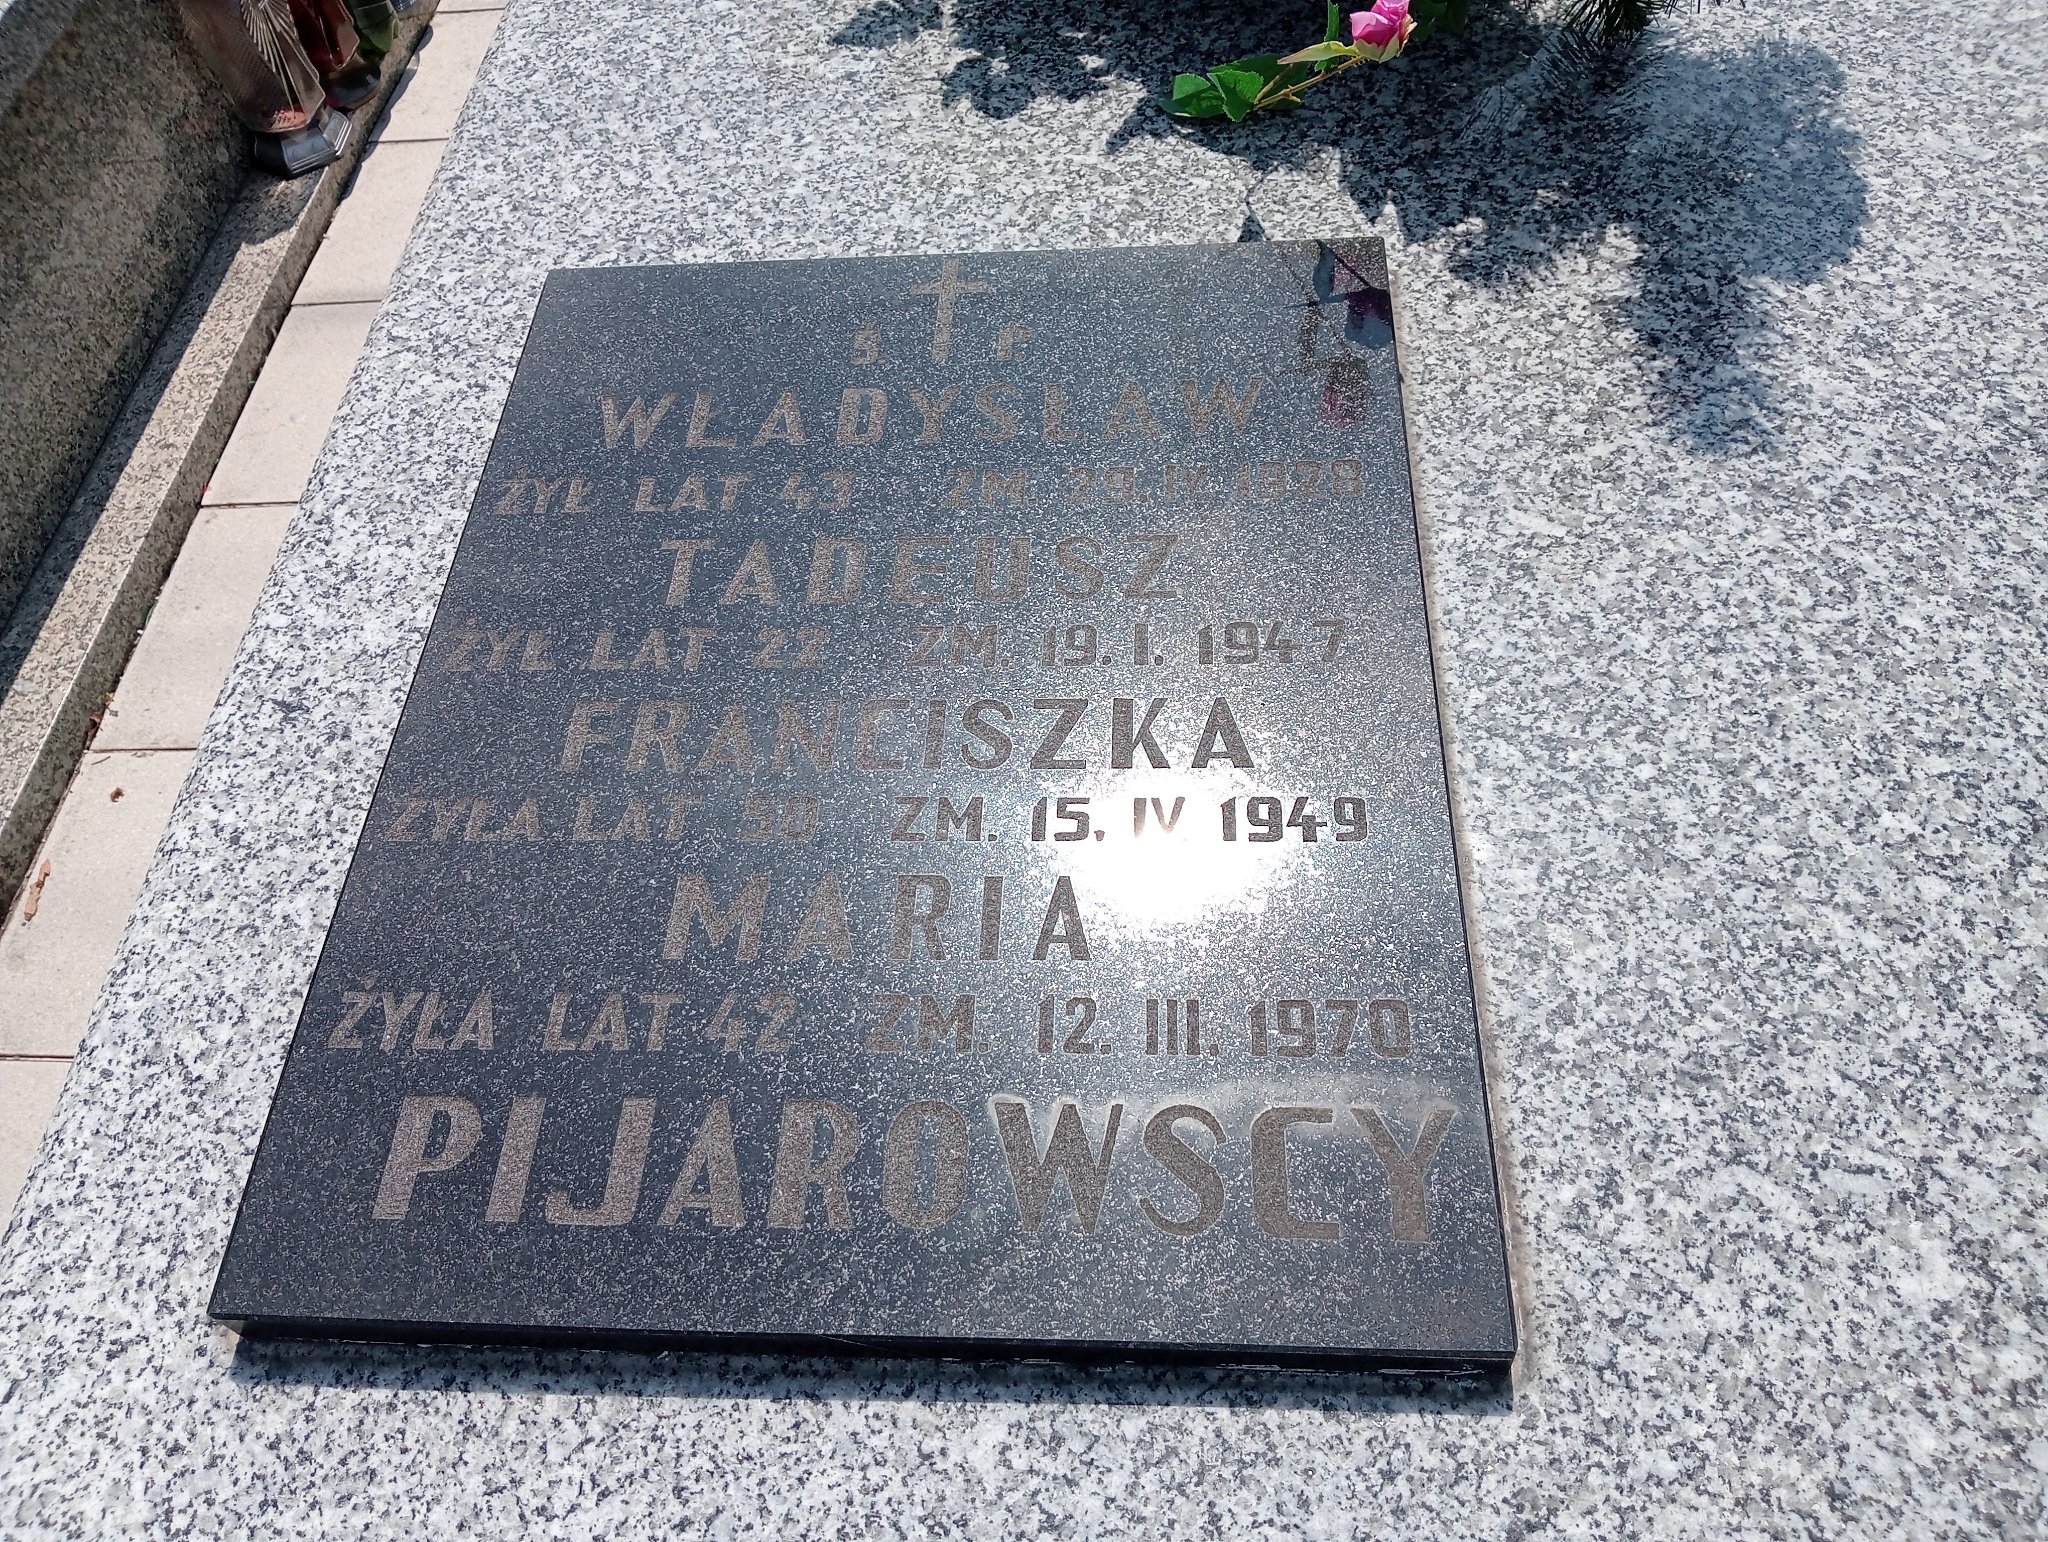 Ś P.
WŁADYSŁAW
ŻYŁ LAT 43 ZM. 29. IV. 1928
TADEUSZ
ŻYŁ LAT 22 ZM. 19. I. 1947
FRANCISZKA
ŻYŁA LAT 50 ZM. 15. IV 1949
MARIA
ŻYŁA LAT 42 ZM. 12. III. 1970
PIJAROWSCY